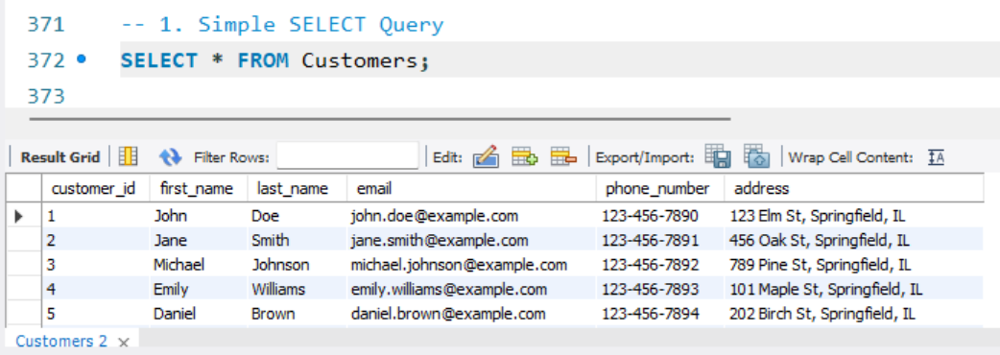 371 -- 1. Simple SELECT Query
372 SELECT * FROM Customers;
373
Result Grid Filter Rows: Edit: Export/Import: Wrap Cell Content: IA
customer_id first_name last_name email phone_number address
1 John Doe john.doe@example.com 123-456-7890 123 Elm St, Springfield, IL
2 Jane Smith jane.smith@example.com 123-456-7891 456 Oak St, Springfield, IL
3 Michael Johnson michael.johnson@example.com 123-456-7892 789 Pine St, Springfield, IL
4 Emily Williams emily.williams@example.com 123-456-7893 101 Maple St, Springfield, IL
5 Daniel Brown daniel.brown@example.com 123-456-7894 202 Birch St, Springfield, IL
Customers 2 ×